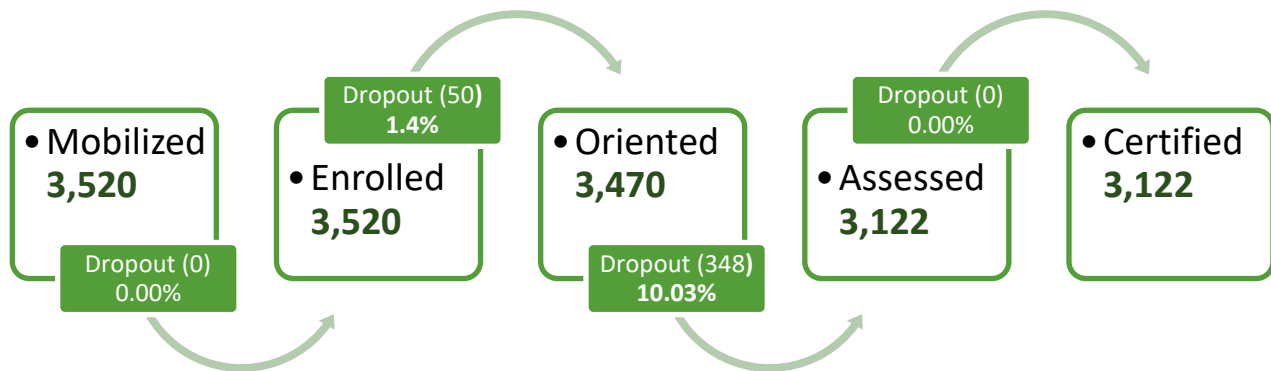 • Mobilized
3,520
Dropout (0)
0.00%
Dropout (50)
1.4%
• Enrolled
3,520
• Oriented
3,470
Dropout (348)
10.03%
Dropout (0)
0.00%
• Assessed
3,122
• Certified
3,122